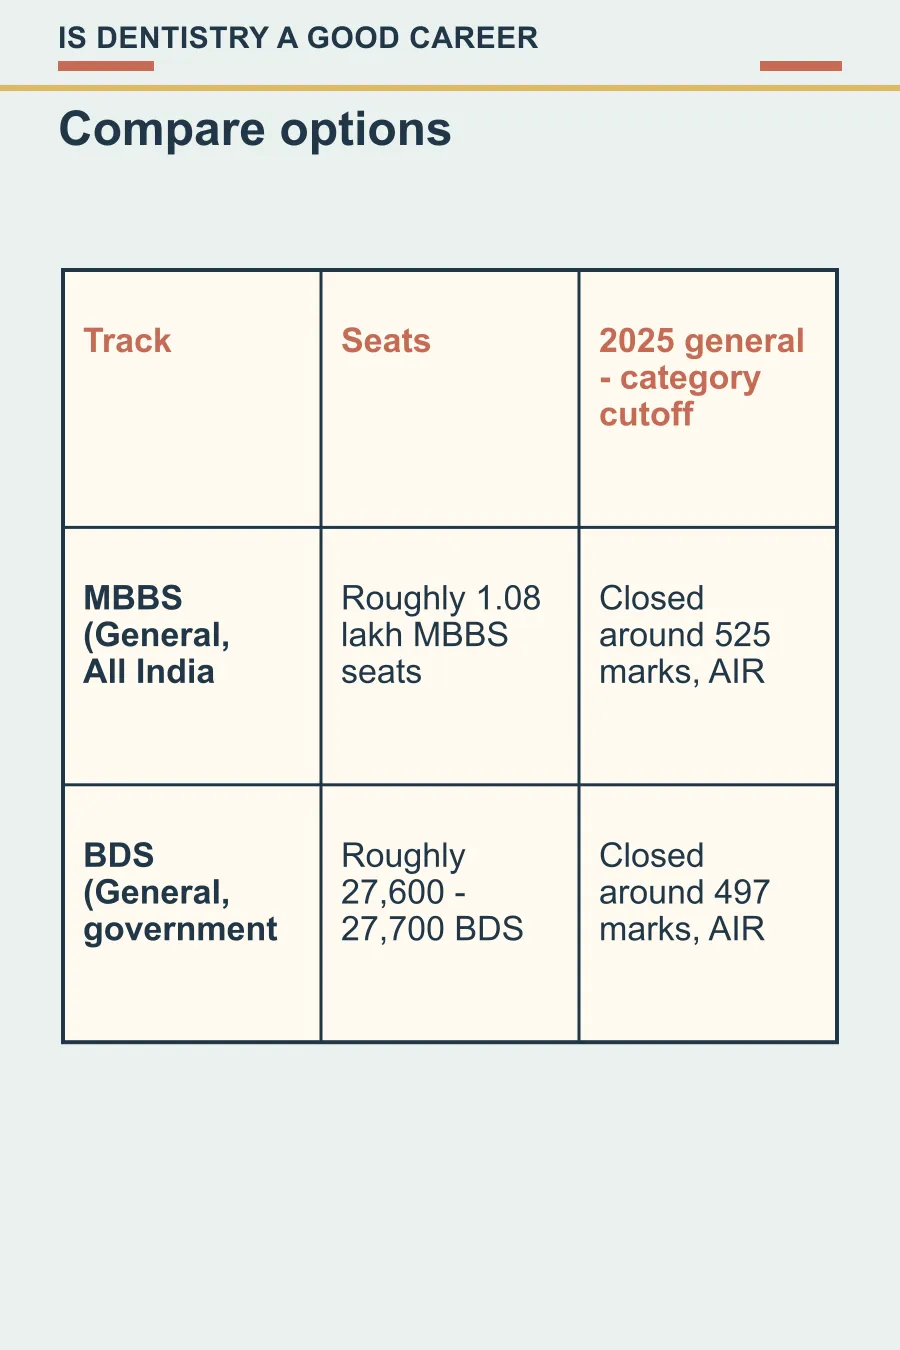 IS DENTISTRY A GOOD CAREER
Compare options
Track
Seats
2025 general
- category
cutoff
MBBS
(General,
All India
Roughly 1.08
lakh MBBS
seats
Closed
around 525
marks, AIR
BDS
(General,
government
Roughly
27,600 -
27,700 BDS
Closed
around 497
marks, AIR